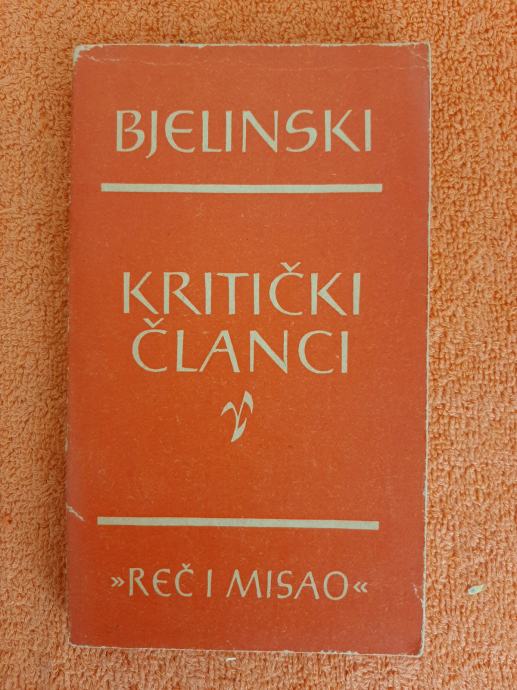 BJELINSKI
KRITIČKI
ČLANCI
»REČ I MISAO«